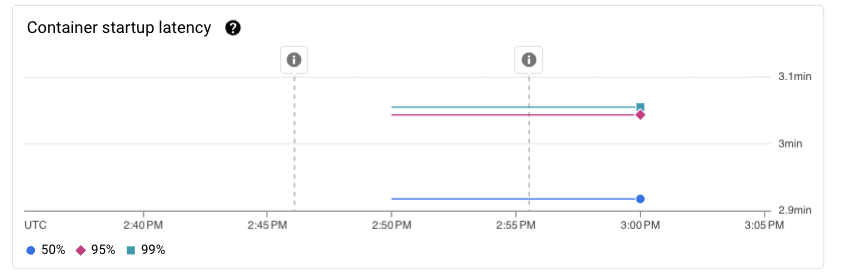 Container startup latency ?
i i
3.1min
3min
2.9min
UTC 2:40 PM 2:45 PM 2:50 PM 2:55 PM 3:00 PM 3:05 PM
50% 95% 99%